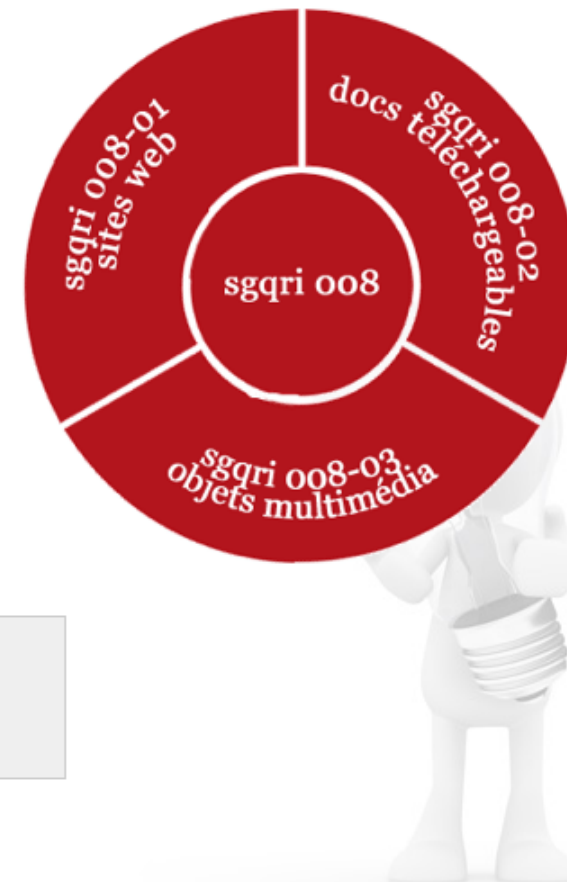 sgqri 008-01
sites web
sgqri 008-02
docs téléchargeables
sgqri 008
sgqri 008-03
objets multimédia